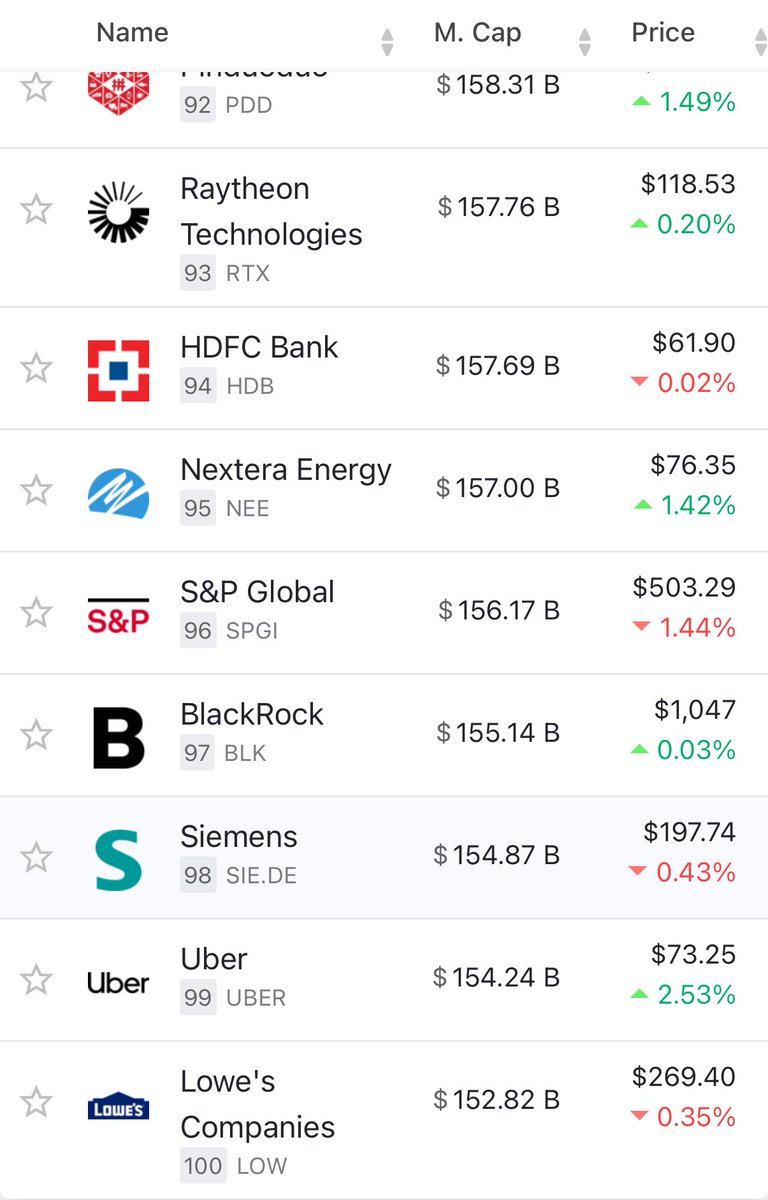 Name M. Cap Price
$158.31 B
92 PDD 1.49%
Raytheon $118.53
Technologies $157.76 B 0.20%
93 RTX
HDFC Bank $157.69 B $61.90
94 HDB 0.02%
Nextera Energy $157.00 B $76.35
95 NEE 1.42%
S&P
S&P Global $156.17 B $503.29
96 SPGI 1.44%
B
BlackRock $155.14 B $1,047
97 BLK 0.03%
S
Siemens $154.87 B $197.74
98 SIE.DE 0.43%
Uber
Uber $154.24 B $73.25
99 UBER 2.53%
LOWE'S
Lowe's $152.82 B $269.40
Companies 0.35%
100 LOW